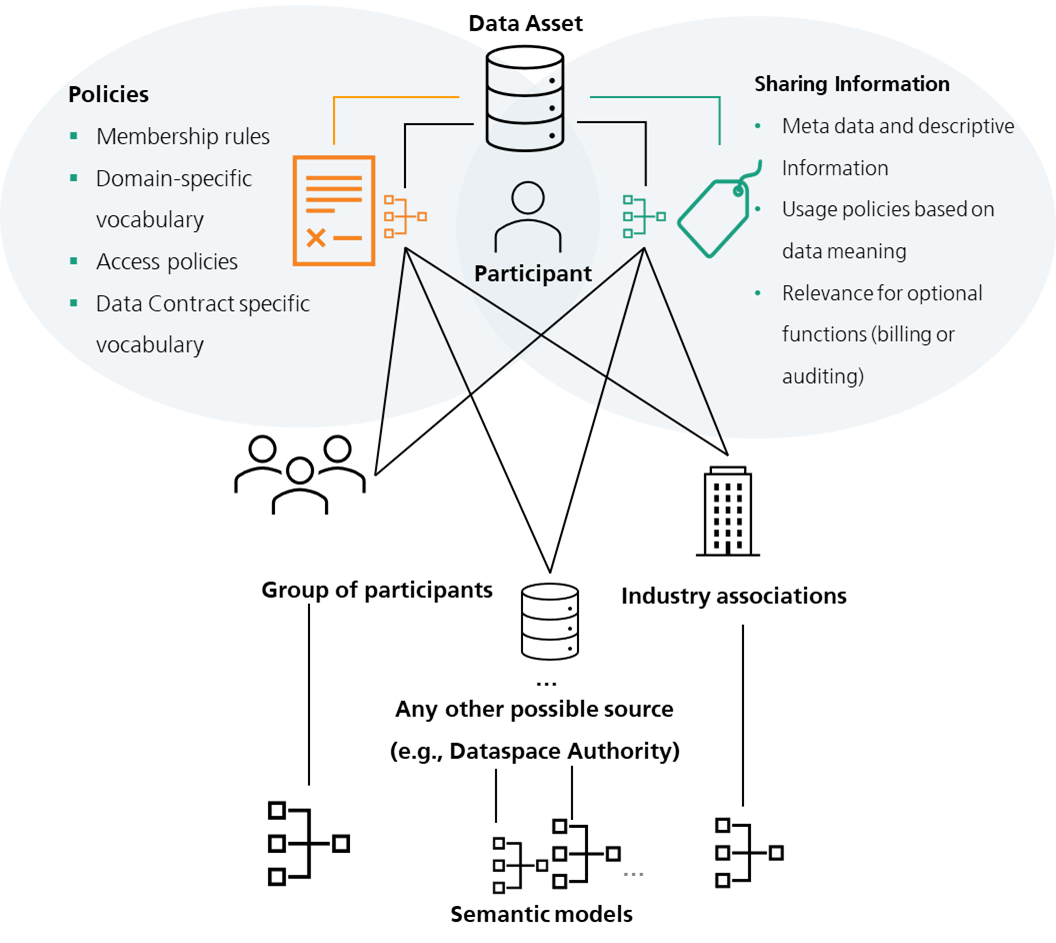 Data Asset
Policies
Membership rules
Domain-specific
vocabulary
Access policies
Data Contract specific
vocabulary
Sharing Information
Meta data and descriptive
Information
Usage policies based on
data meaning
Relevance for optional
functions (billing or
auditing)
Participant
Group of participants
Industry associations
...
Any other possible source
(e.g., Dataspace Authority)
...
Semantic models